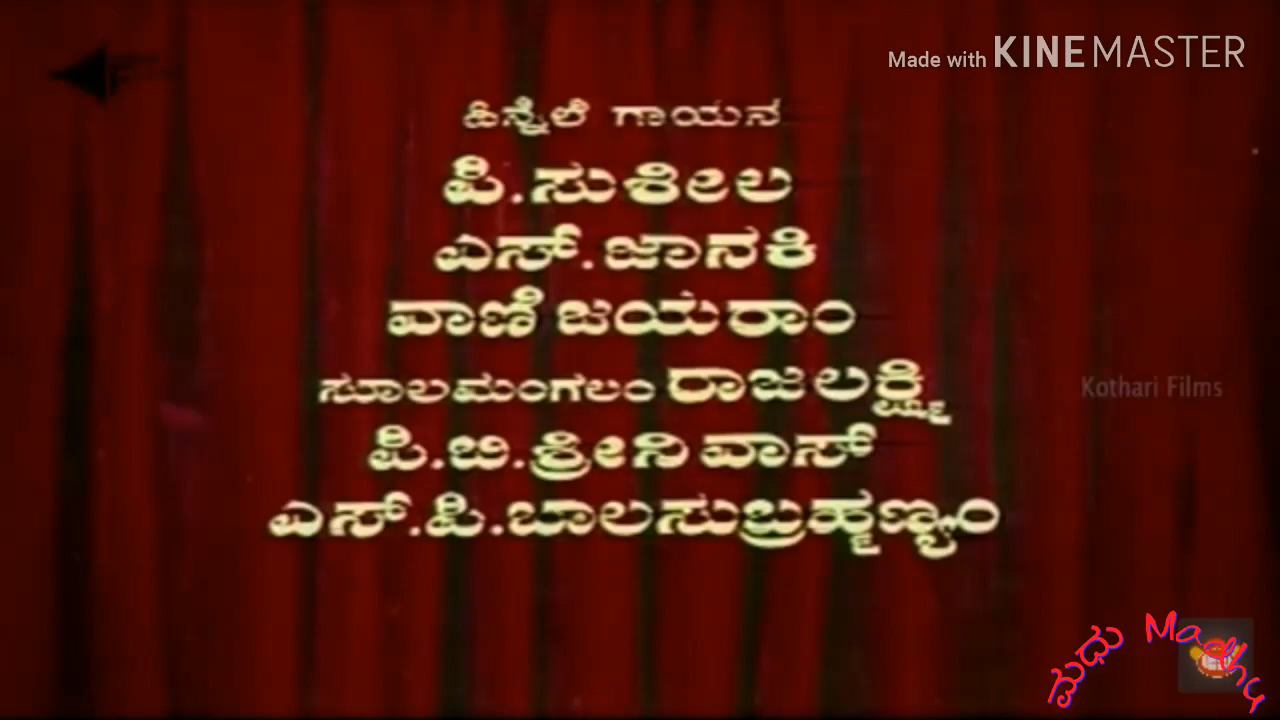 Made with KINEMASTER
ಹಿನ್ನೆಲೆ ಗಾಯನ
ಪಿ.ಸುಶೀಲ
ಎಸ್.ಜಾನಕಿ
ವಾಣಿ ಜಯರಾಂ
ಸೂಲಮಂಗಲಂ ರಾಜಲಕ್ಷ್ಮಿ
Kothari Films
ಪಿ.ಬಿ.ಶ್ರೀನಿವಾಸ್
ಎಸ್.ಪಿ.ಬಾಲಸುಬ್ರಹ್ಮಣ್ಯಂ
ಮಧು Madhu